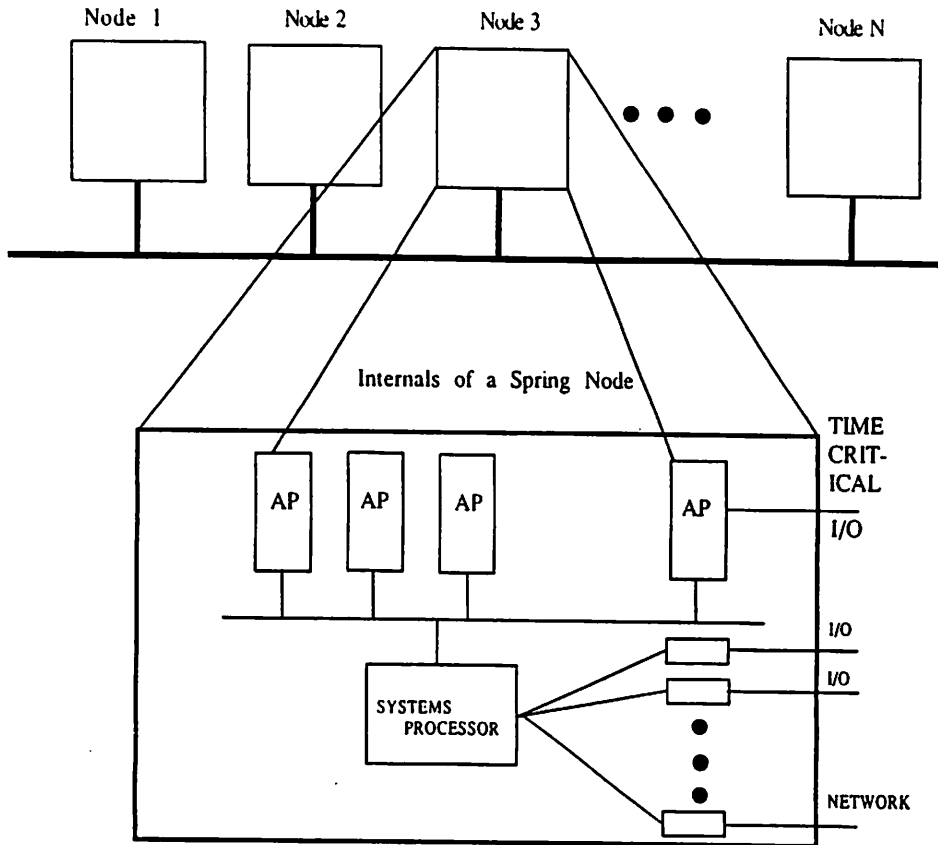 Node 1
Node 2
Node 3
Node N
Internals of a Spring Node
TIME
CRIT-
ICAL
I/O
AP
AP
AP
AP
I/O
I/O
SYSTEMS
PROCESSOR
NETWORK